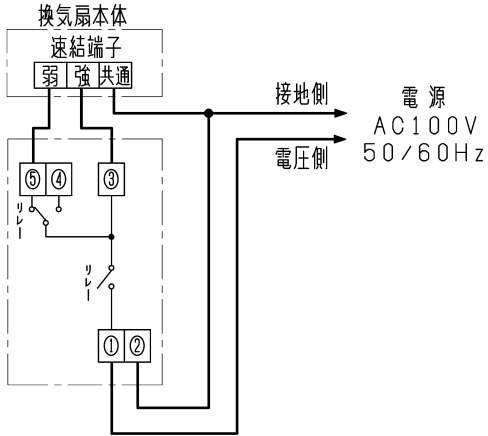 換気扇本体
速結端子
弱 強 共通
接地側
電源
AC100V
電圧側
50/60Hz
⑤ ④ ③
リレー
リレー
① ②